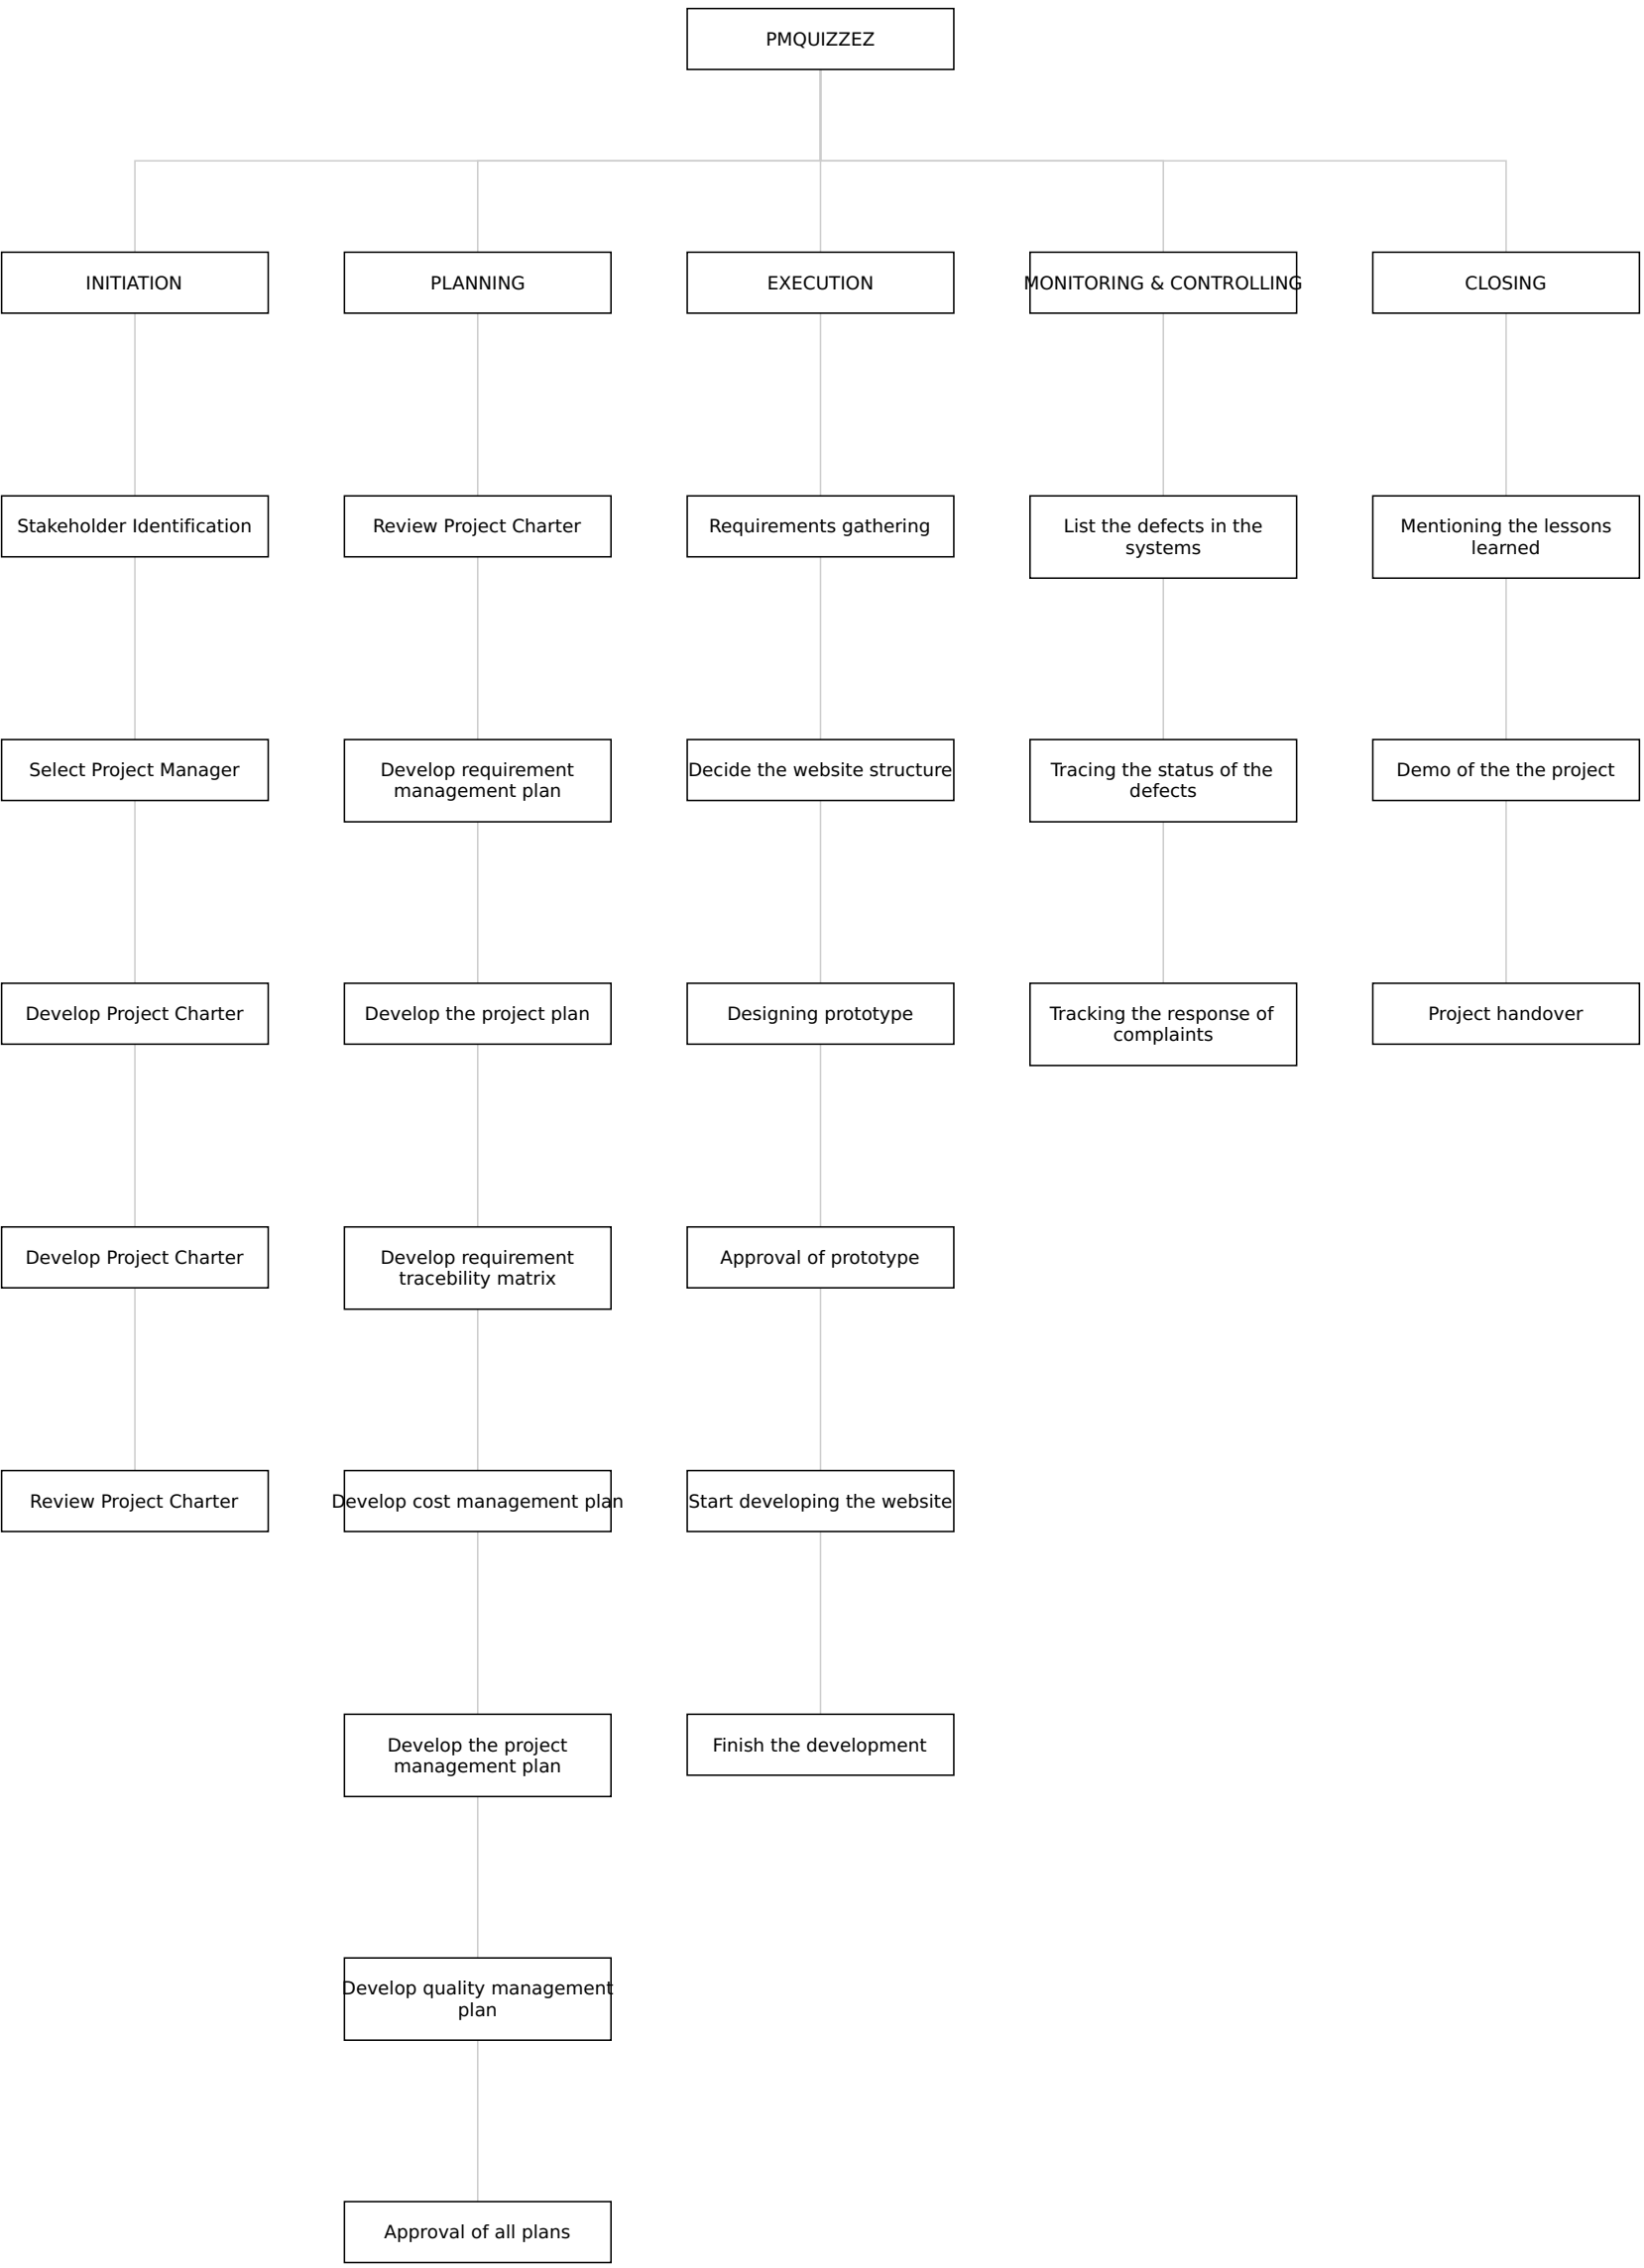 PMQUIZZEZ
INITIATION
PLANNING
EXECUTION
MONITORING & CONTROLLING
CLOSING
Stakeholder Identification
Review Project Charter
Requirements gathering
List the defects in the
systems
Mentioning the lessons
learned
Select Project Manager
Develop requirement
management plan
Decide the website structure
Tracing the status of the
defects
Demo of the the project
Develop Project Charter
Develop the project plan
Designing prototype
Tracking the response of
complaints
Project handover
Develop Project Charter
Develop requirement
tracebility matrix
Approval of prototype
Review Project Charter
Develop cost management plan
Start developing the website
Develop the project
management plan
Finish the development
Develop quality management
plan
Approval of all plans